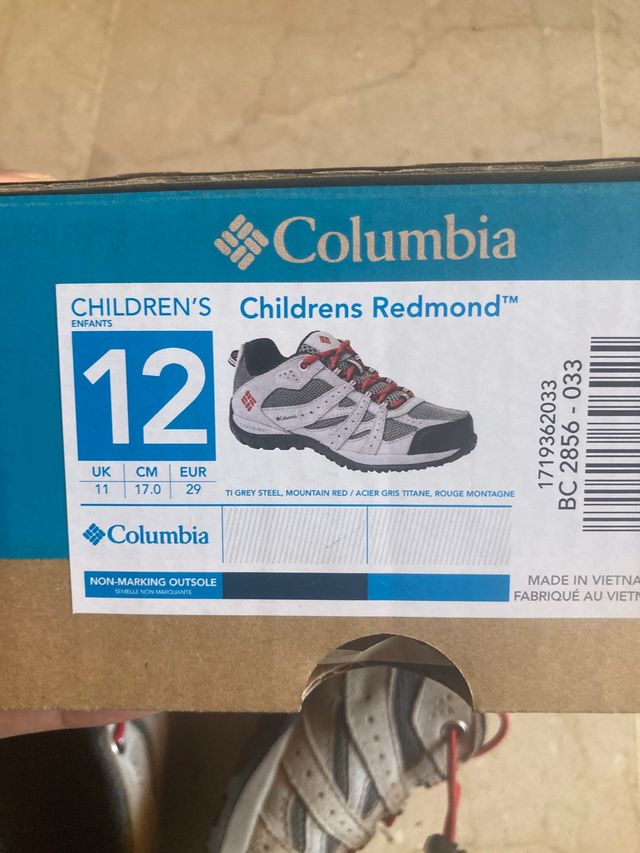 Columbia
CHILDREN'S
ENFANTS
Childrens Redmond™
12
UK CM EUR
11 17.0 29
Columbia
TI GREY STEEL, MOUNTAIN RED / ACIER GRIS TITANE, ROUGE MONTAGNE
1719362033
BC 2856 - 033
Columbia
NON-MARKING OUTSOLE
SEMELLE NON MARQUANTE
MADE IN VIETNA
FABRIQUÉ AU VIETN